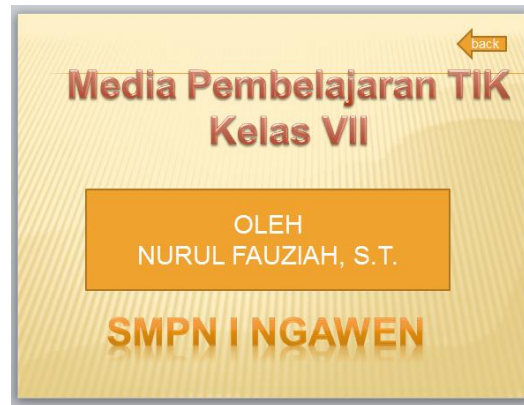 back
Media Pembelajaran TIK
Kelas VII
OLEH
NURUL FAUZIAH, S.T.
SMPN I NGAWEN